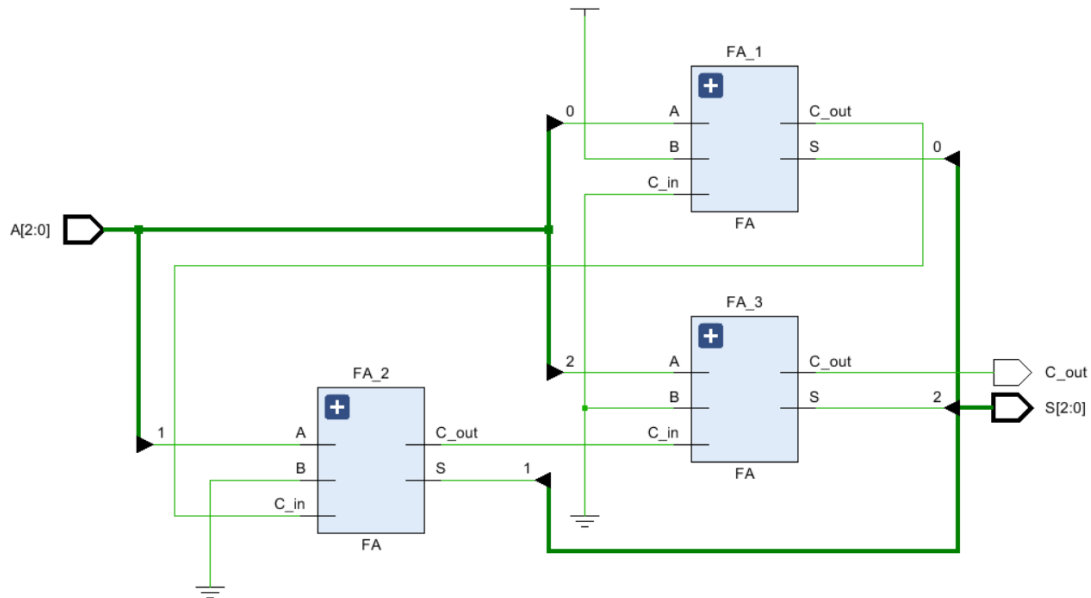 FA_1
0
A
C_out
B
S
0
C_in
FA
A[2:0]
FA_3
2
A
C_out
C_out
B
S
2
S[2:0]
C_in
FA
FA_2
1
A
C_out
B
S
1
C_in
FA